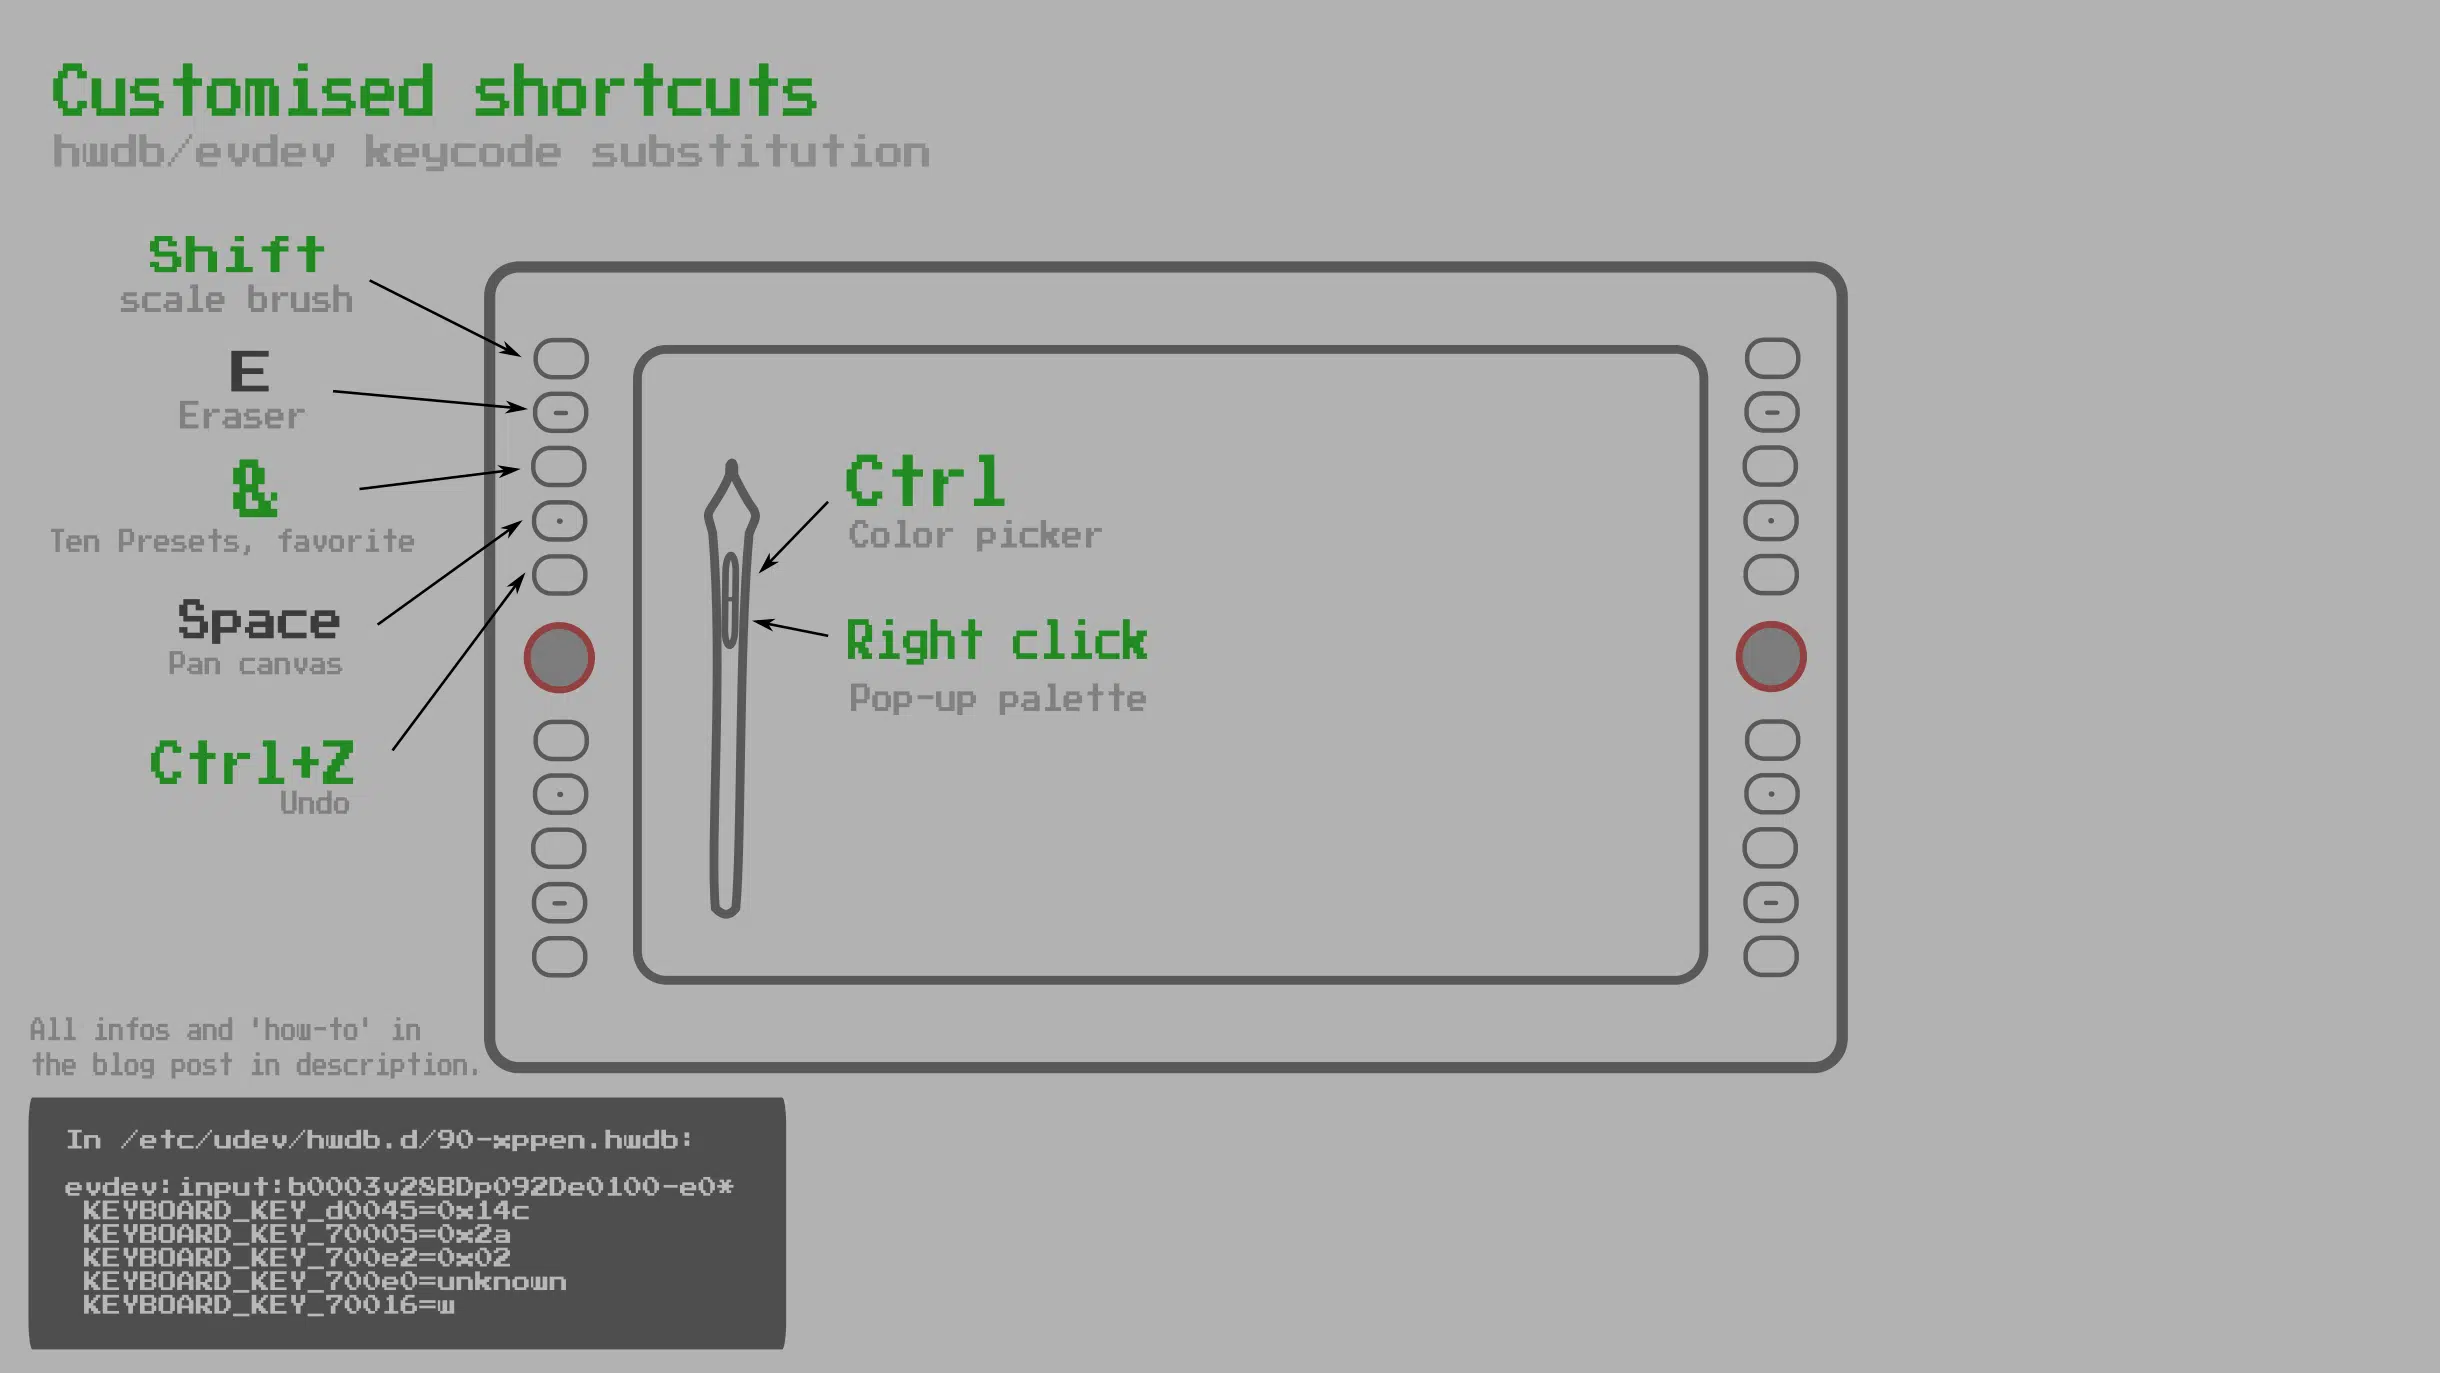 Customised shortcuts
hwdb/evdev keycode substitution
Shift
scale brush
E
Eraser
&
Ten Presets, favorite
Space
Pan canvas
Ctrl+Z
Undo
Ctrl
Color picker
Right click
Pop-up palette
All infos and 'how-to' in
the blog post in description.
In /etc/udev/hwdb.d/90-xppen.hwdb:
evdev:input:b0003v28BDp092De0100-e0*
KEYBOARD_KEY_d0045=0x14c
KEYBOARD_KEY_70005=0x2a
KEYBOARD_KEY_700e2=0x02
KEYBOARD_KEY_700e0=unknown
KEYBOARD_KEY_70016=w